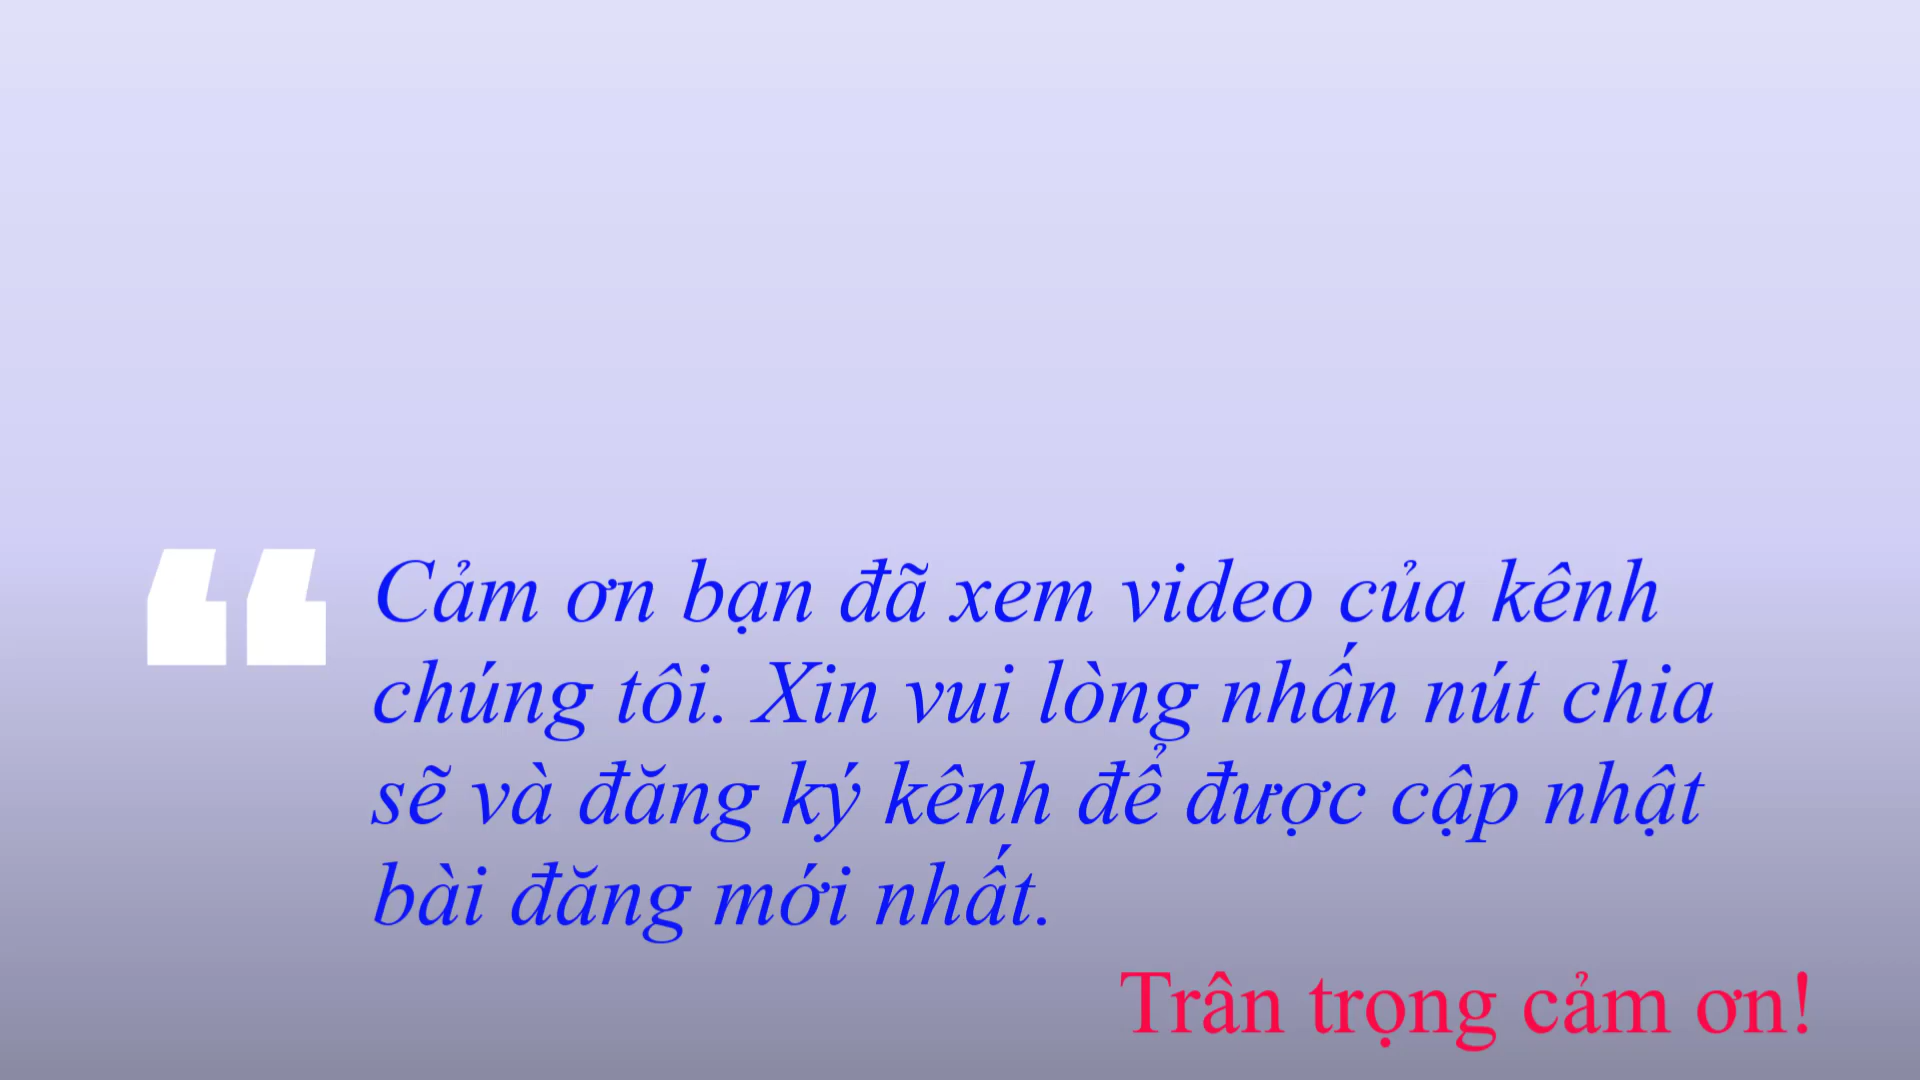 “ Cảm ơn bạn đã xem video của kênh
chúng tôi. Xin vui lòng nhấn nút chia
sẽ và đăng ký kênh để được cập nhật
bài đăng mới nhất.
Trân trọng cảm ơn!